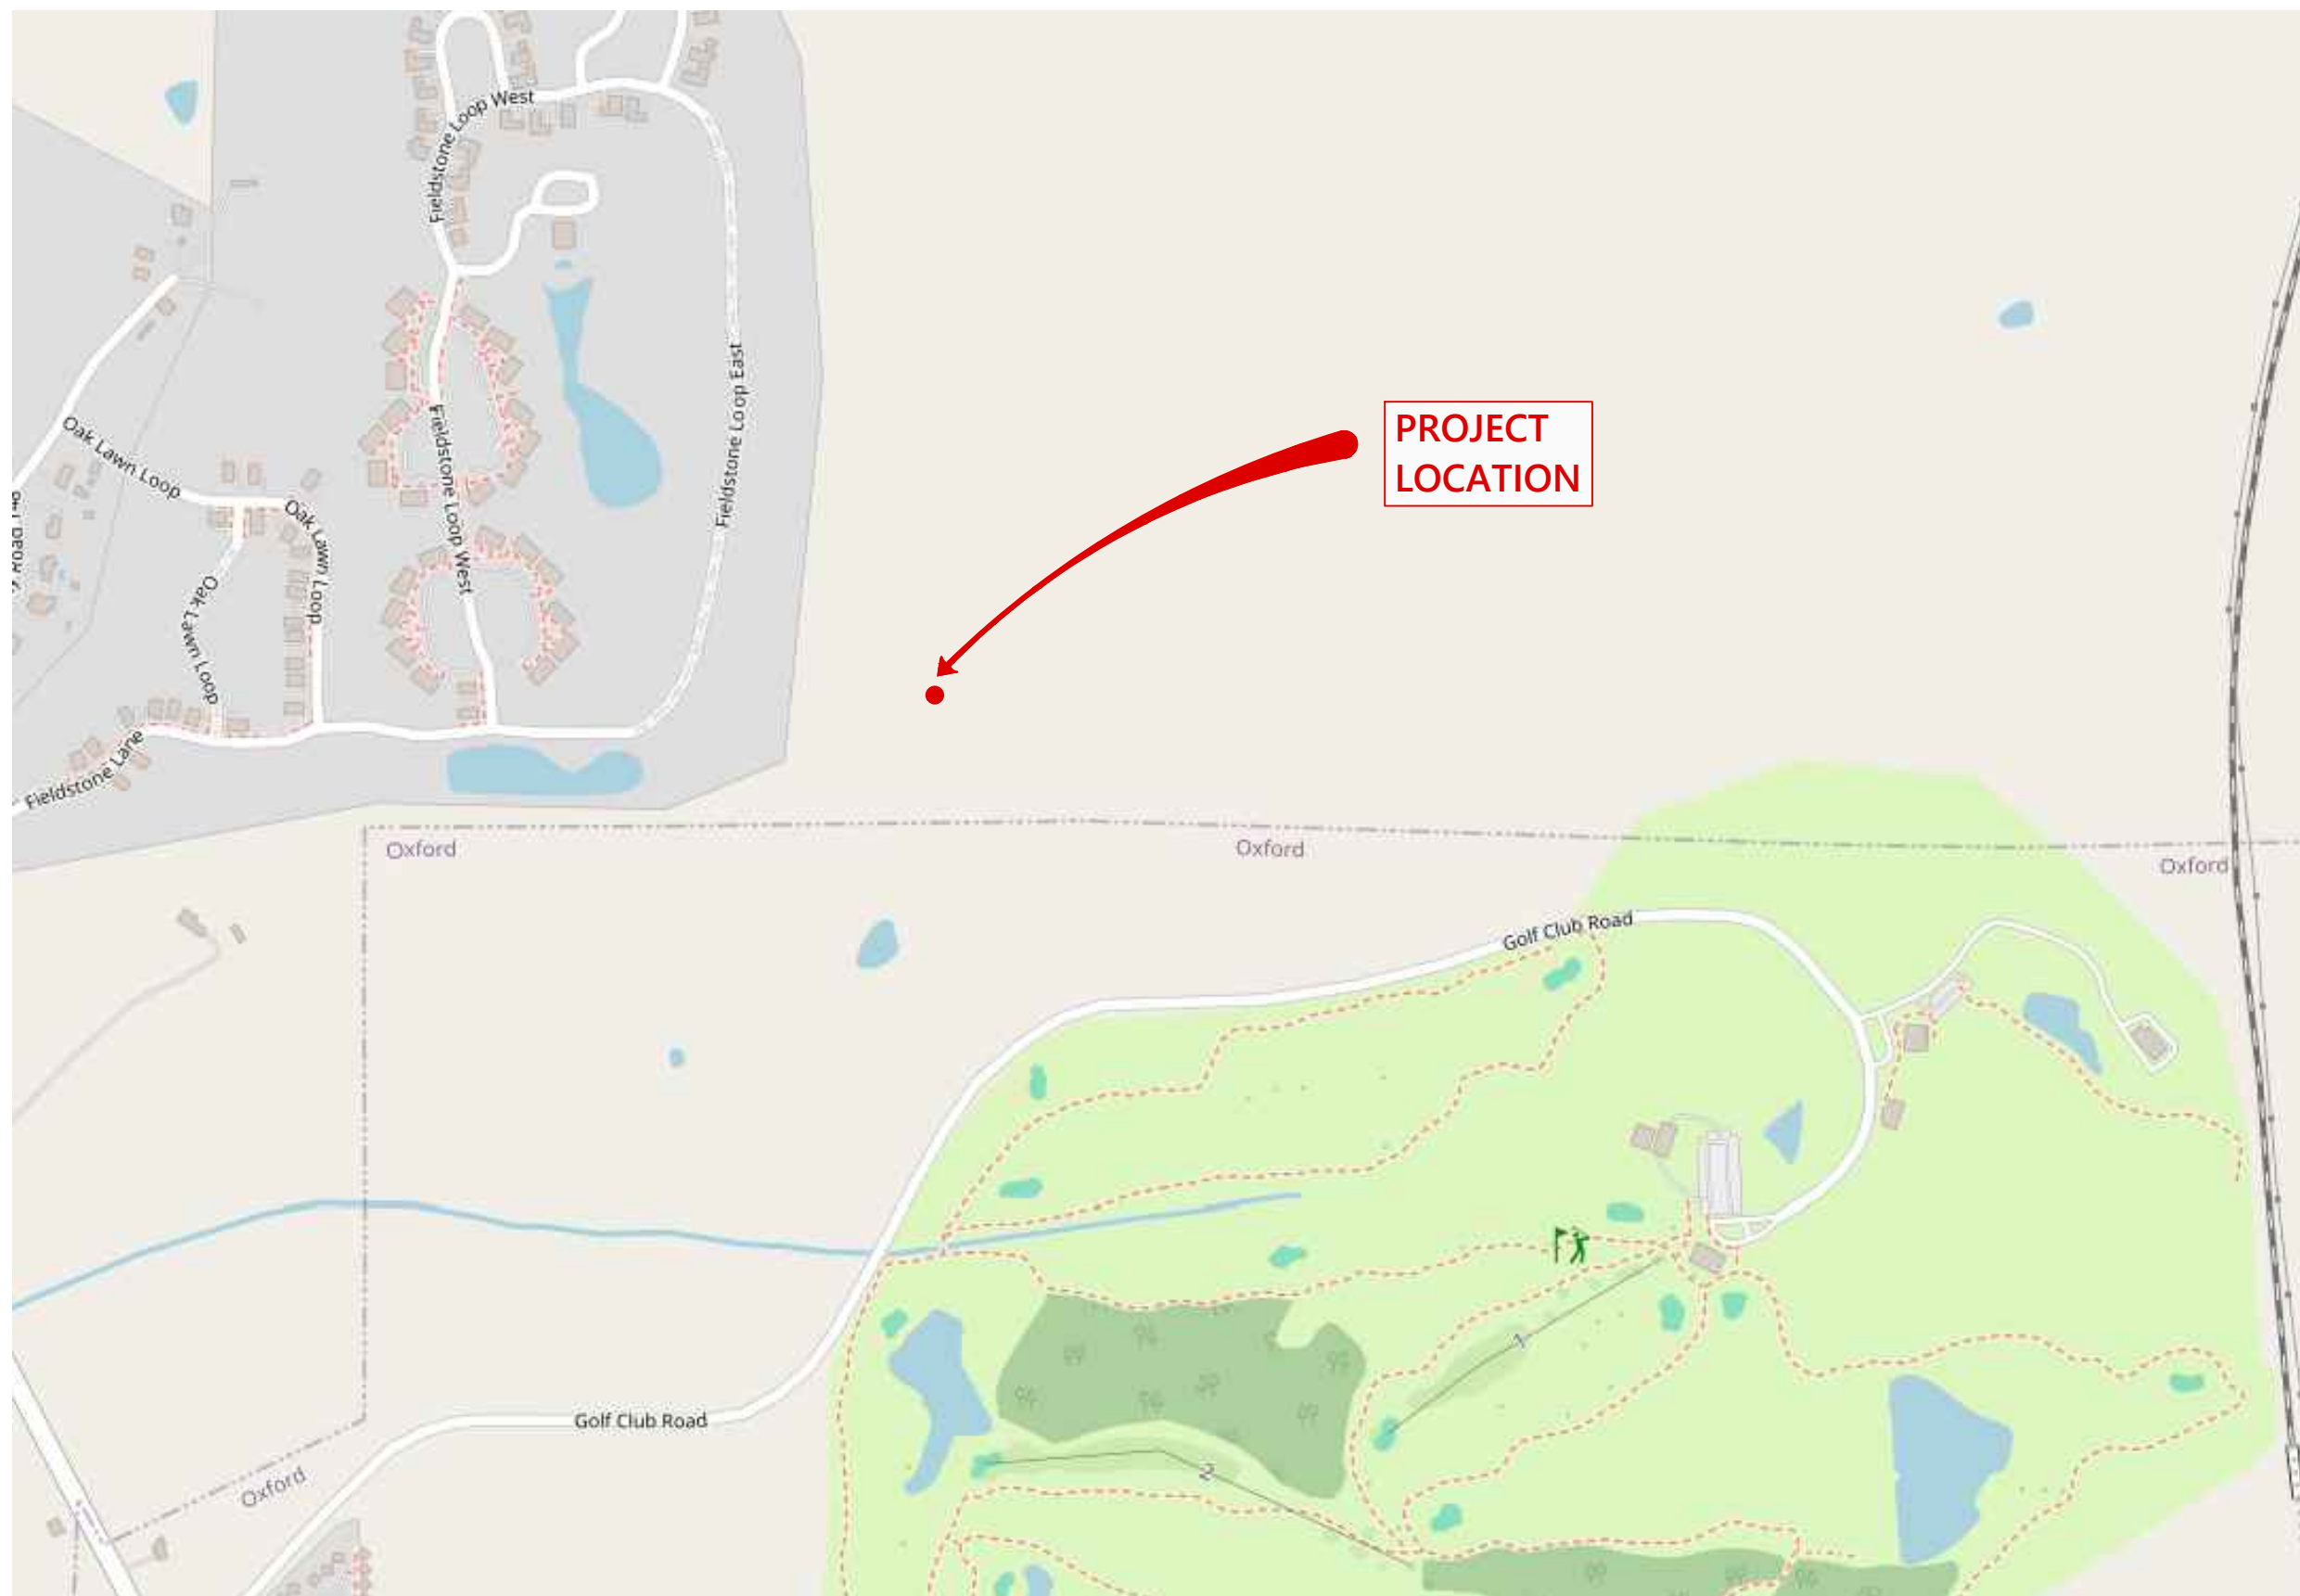 Fieldstone Loop West
Fieldstone Loop West
Fieldstone Loop East
PROJECT
LOCATION
Oak Lawn Loop
Oak Lawn Loop
Oak Lawn Loop
Fieldstone Lane
Oxford
Oxford
Oxford
Golf Club Road
1
Golf Club Road
2
Oxford